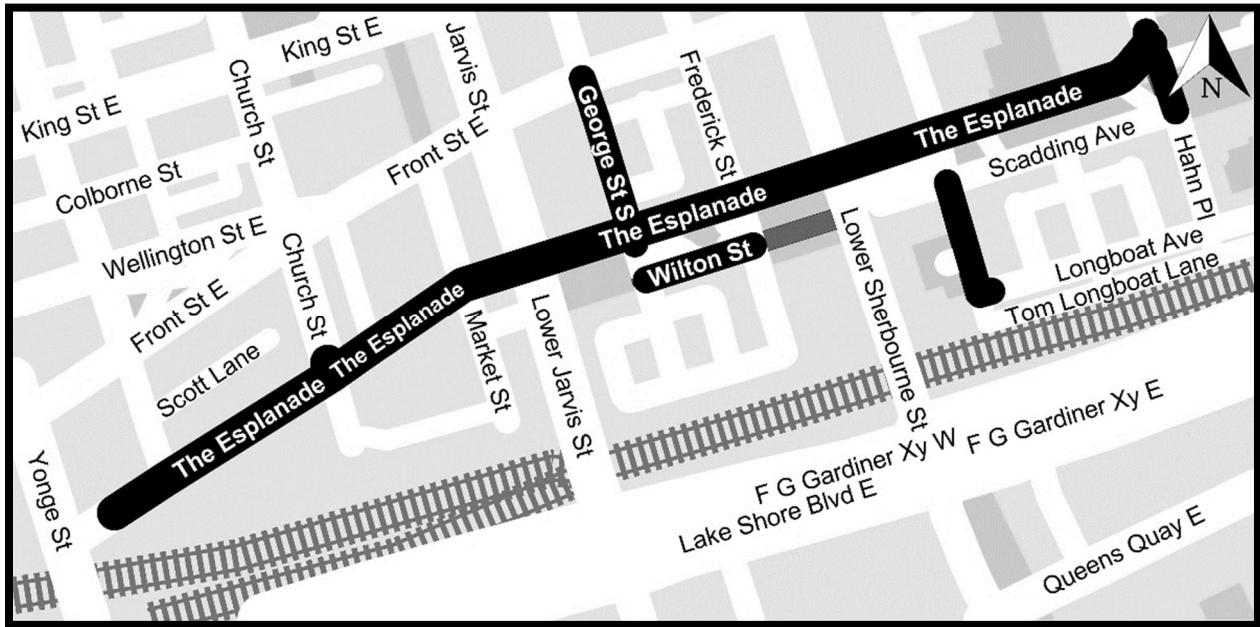 King St E
Jarvis St
Church St
Frederick St
King St E
George St S
The Esplanade
N
Front St E
Scadding Ave
Colborne St
Hahn Pl
The Esplanade
Wellington St E
Lower Sherbourne St
Church St
Wilton St
Longboat Ave
Tom Longboat Lane
Front St E
The Esplanade
Market St
Lower Jarvis St
Scott Lane
The Esplanade
The Esplanade
F G Gardiner Xy E
F G Gardiner Xy W
Yonge St
Lake Shore Blvd E
Queens Quay E